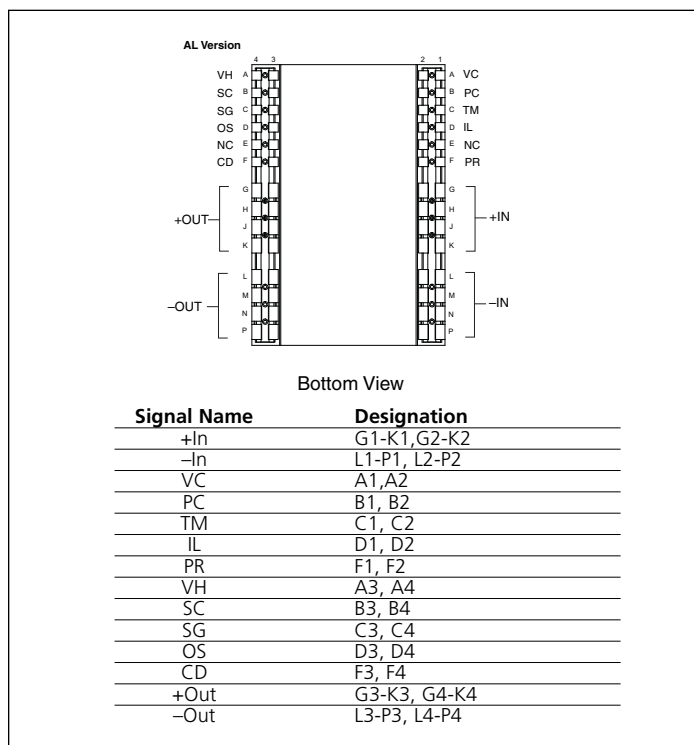 AL Version
4 3 2 1
VH A A VC
SC B B PC
SG C C TM
OS D D IL
NC E E NC
CD F F PR
G G
H H
+OUT +IN
J J
K K
L L
M M
–OUT –IN
N N
P P
Bottom View
Signal Name Designation
+In G1-K1,G2-K2
–In L1-P1, L2-P2
VC A1,A2
PC B1, B2
TM C1, C2
IL D1, D2
PR F1, F2
VH A3, A4
SC B3, B4
SG C3, C4
OS D3, D4
CD F3, F4
+Out G3-K3, G4-K4
–Out L3-P3, L4-P4